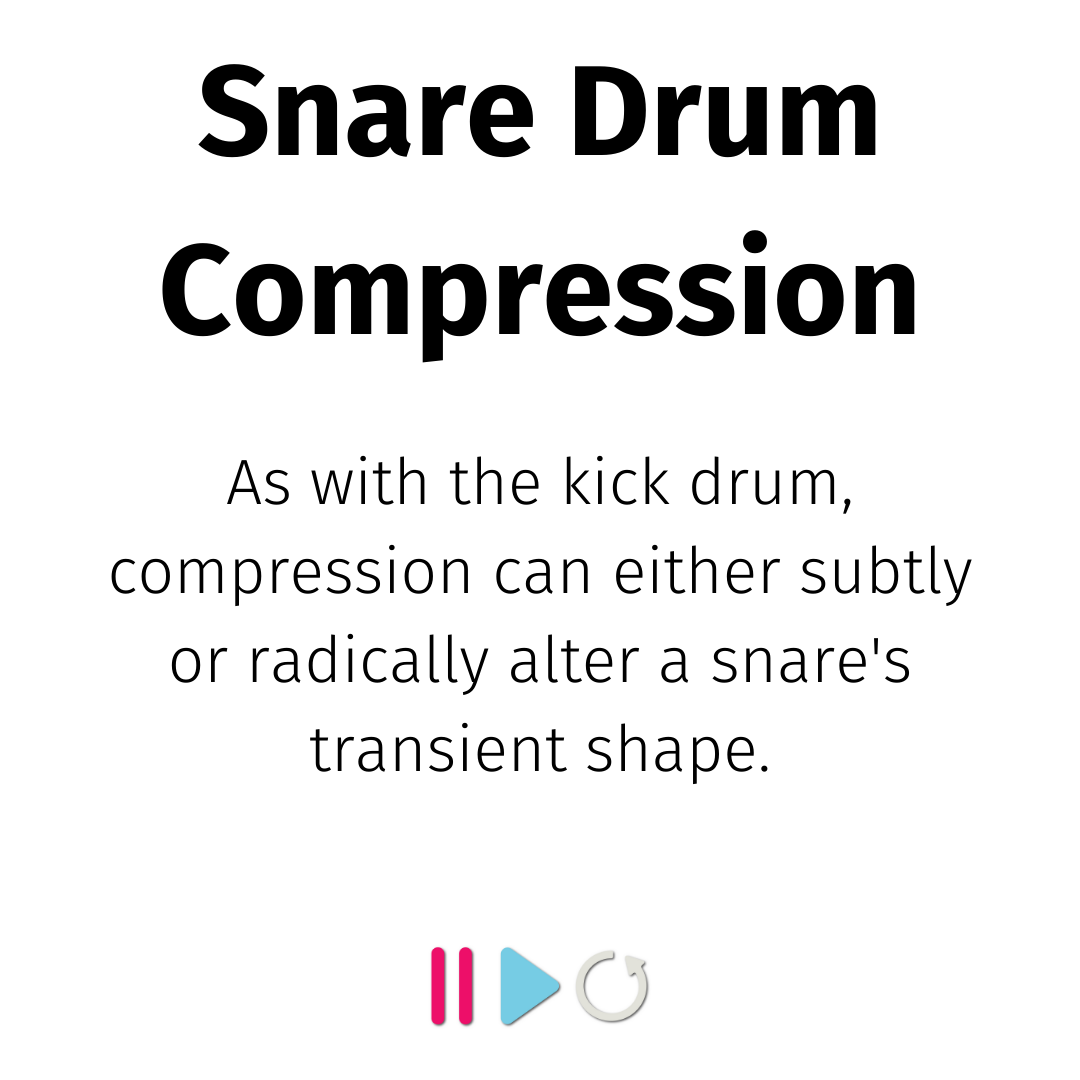 Snare Drum
Compression
As with the kick drum,
compression can either subtly
or radically alter a snare's
transient shape.